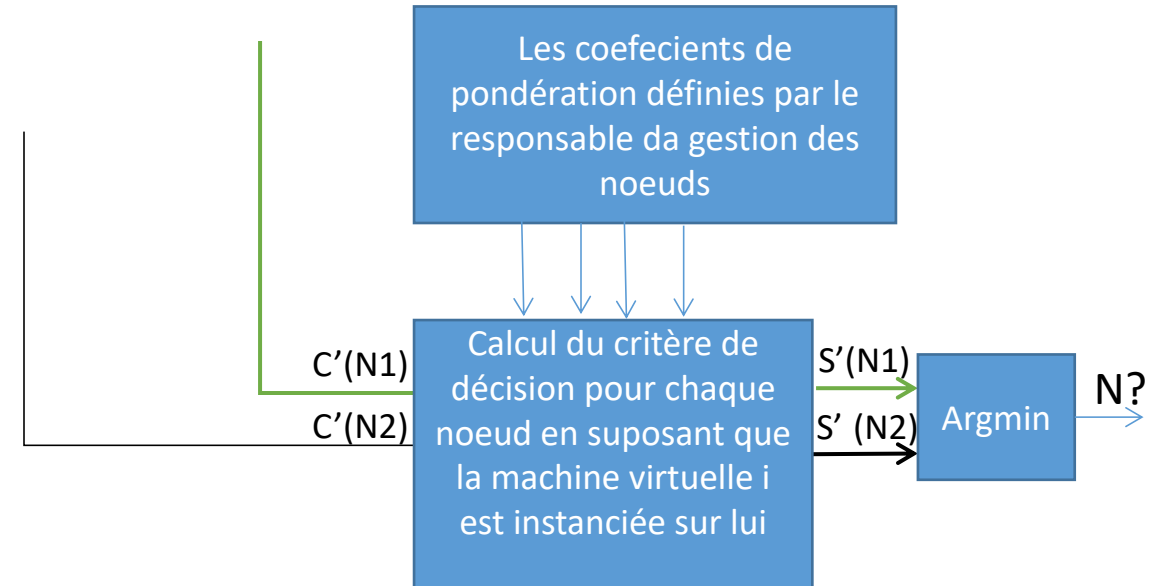 Les coefecients de
pondération définies par le
responsable da gestion des
noeuds
C’(N1)
C’(N2)
Calcul du critère de
décision pour chaque
noeud en suposant que
la machine virtuelle i
est instanciée sur lui
S’(N1)
S’ (N2)
Argmin
N?